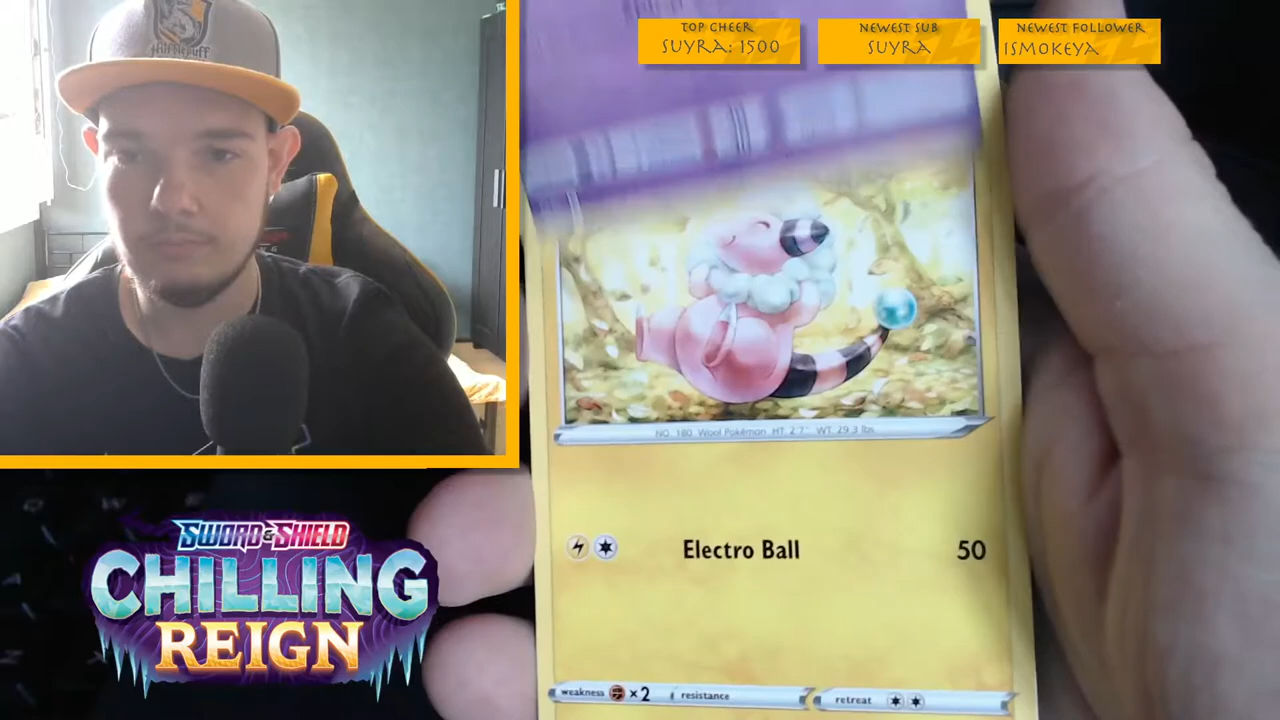 Hufflepuff
TOP CHEER
SUYRA: 1500
NEWEST SUB
SUYRA
NEWEST FOLLOWER
ISMOKEYA
NO. 180 Wool Pokémon HT. 2'7" WT. 29.3 lbs.
Electro Ball 50
weakness ×2 resistance retreat
SWORD & SHIELD
CHILLING
REIGN